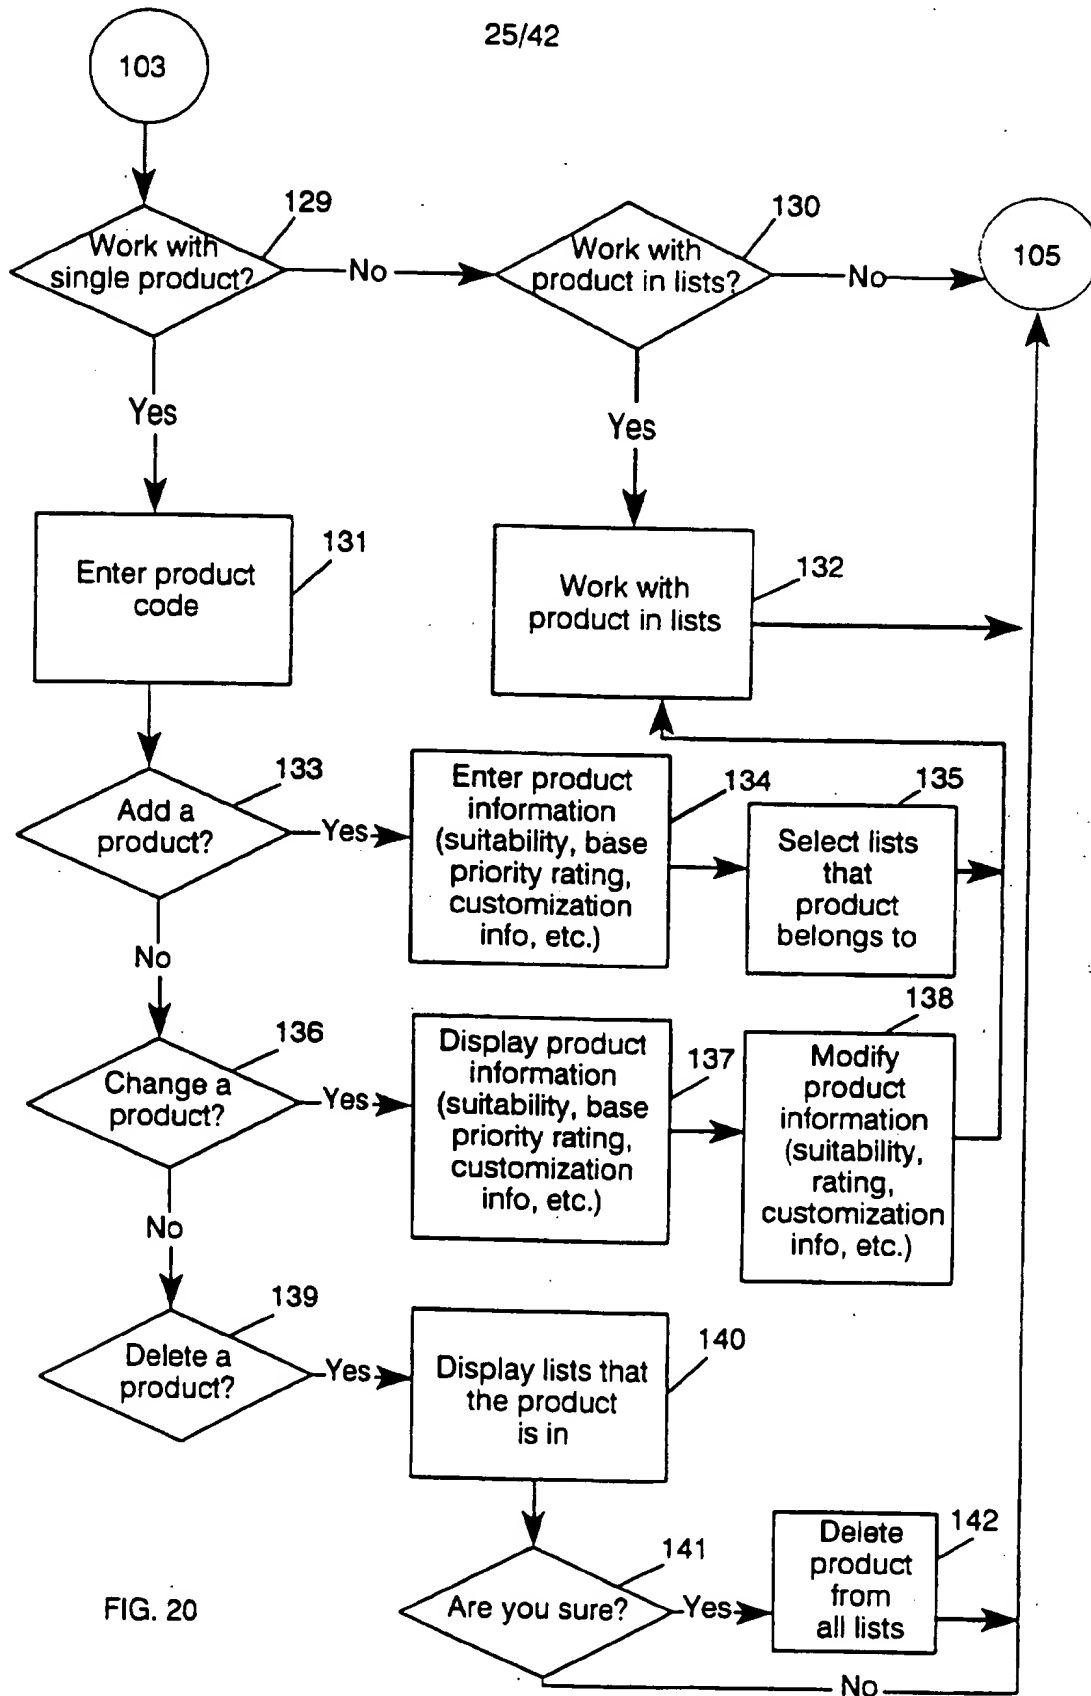 25/42
103
129
Work with
single product?
No
130
Work with
product in lists?
No
105
Yes
Yes
131
Enter product
code
132
Work with
product in lists
133
Add a
product?
Yes
Enter product
information
(suitability, base
priority rating,
customization
info, etc.)
134
135
Select lists
that
product
belongs to
No
136
Change a
product?
Yes
Display product
information
(suitability, base
priority rating,
customization
info, etc.)
137
138
Modify
product
information
(suitability,
rating,
customization
info, etc.)
No
139
Delete a
product?
Yes
Display lists that
the product
is in
140
141
Are you sure?
Yes
Delete
product
from
all lists
142
No
FIG. 20